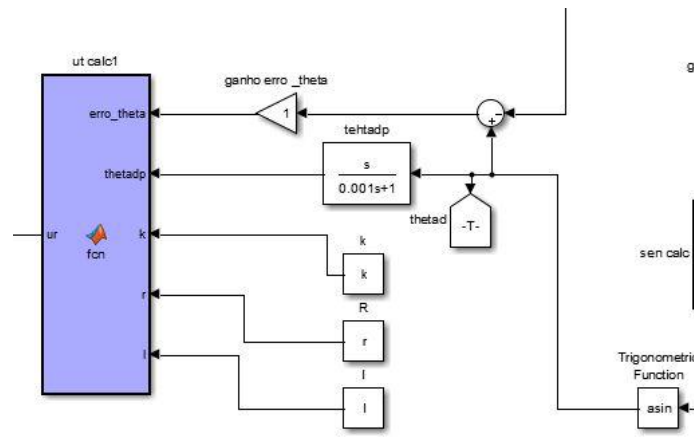 g
ut calc1
ganho erro _theta
erro_theta
1
tehtadp
s
0.001s+1
thetadp
thetad
-T-
sen calc
ur
fcn
k
k
k
R
r
r
l
l
l
Trigonometric
Function
asin